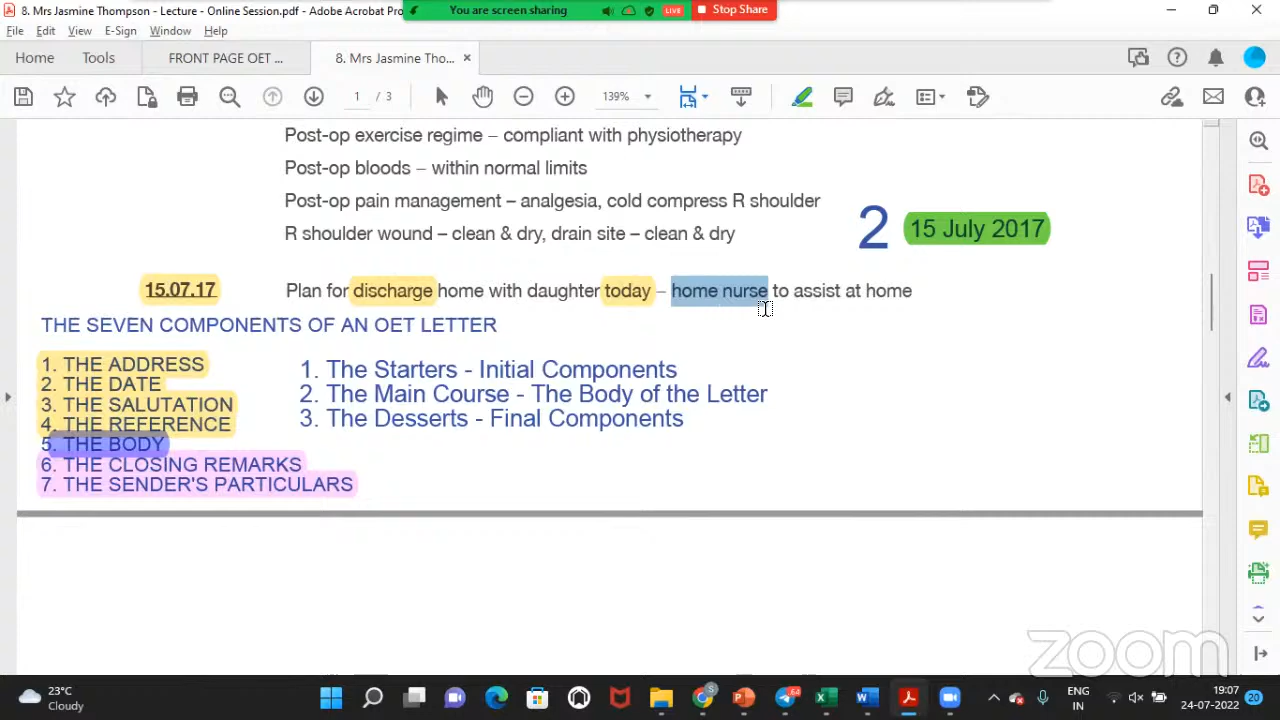 8. Mrs Jasmine Thompson - Lecture - Online Session.pdf - Adobe Acrobat Pro
You are screen sharing
LIVE
Stop Share
File Edit View E-Sign Window Help
Home Tools FRONT PAGE OET ... 8. Mrs Jasmine Tho... ×
1 / 3 139%
Post-op exercise regime – compliant with physiotherapy
Post-op bloods – within normal limits
Post-op pain management – analgesia, cold compress R shoulder
R shoulder wound – clean & dry, drain site – clean & dry
2 15 July 2017
15.07.17 Plan for discharge home with daughter today – home nurse to assist at home
THE SEVEN COMPONENTS OF AN OET LETTER
1. THE ADDRESS
2. THE DATE
3. THE SALUTATION
4. THE REFERENCE
5. THE BODY
6. THE CLOSING REMARKS
7. THE SENDER'S PARTICULARS
1. The Starters - Initial Components
2. The Main Course - The Body of the Letter
3. The Desserts - Final Components
zoom
23°C
Cloudy
64
ENG
IN
19:07
24-07-2022
20